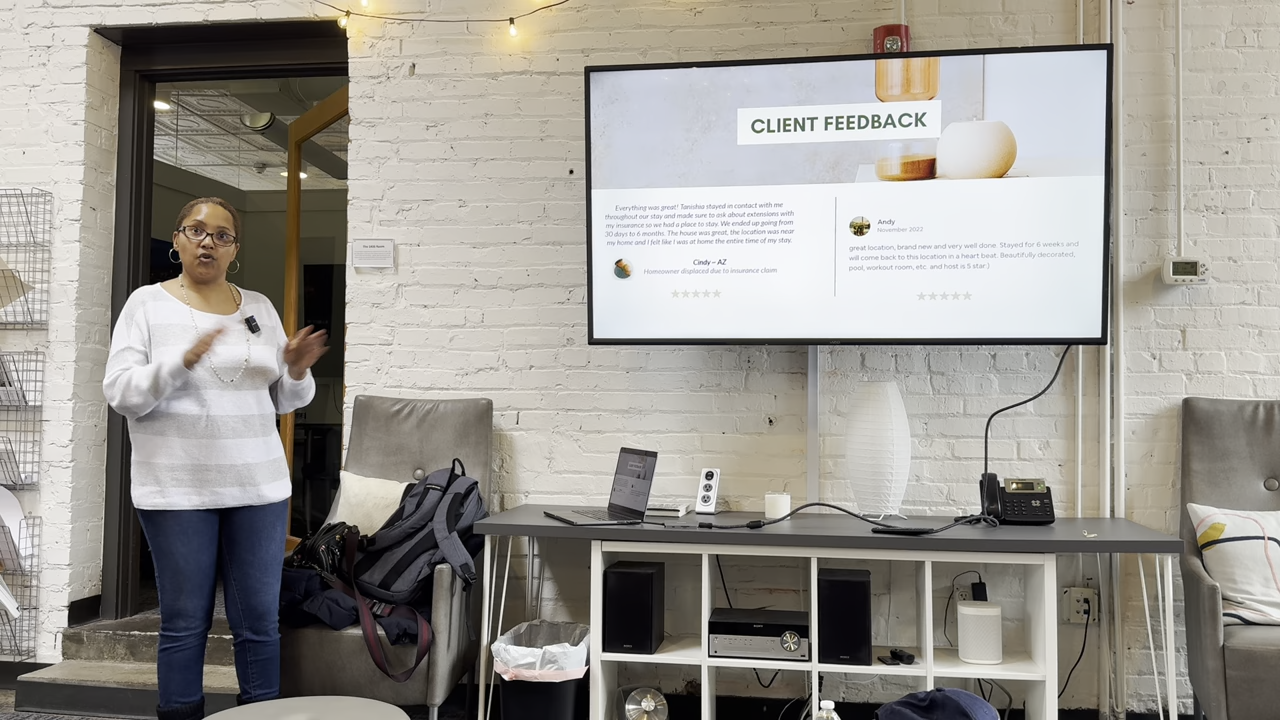 CLIENT FEEDBACK
Everything was great! Tanishia stayed in contact with me
throughout our stay and made sure to ask about extensions with
my insurance so we had a place to stay. We ended up going from
30 days to 6 months. The house was great, the location was near
my home and I felt like I was at home the entire time of my stay.
Cindy – AZ
Homeowner displaced due to insurance claim
Andy
November 2022
great location, brand new and very well done. Stayed for 6 weeks and
will come back to this location in a heart beat. Beautifully decorated,
pool, workout room, etc. and host is 5 star:)
SONY